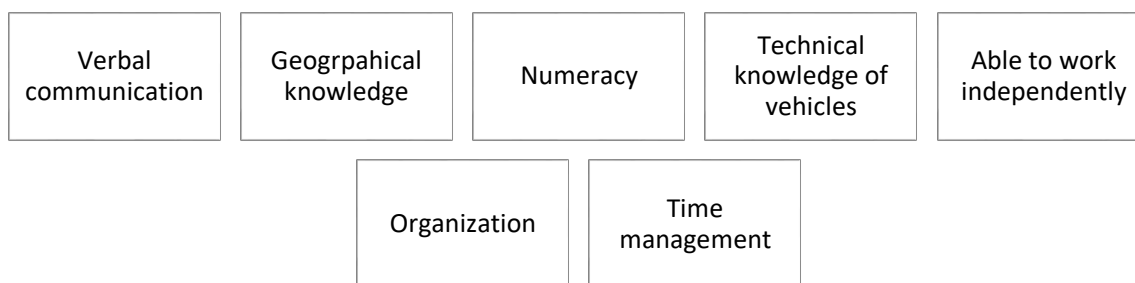 Verbal
communication
Geogrpahical
knowledge
Numeracy
Technical
knowledge of
vehicles
Able to work
independently
Organization
Time
management